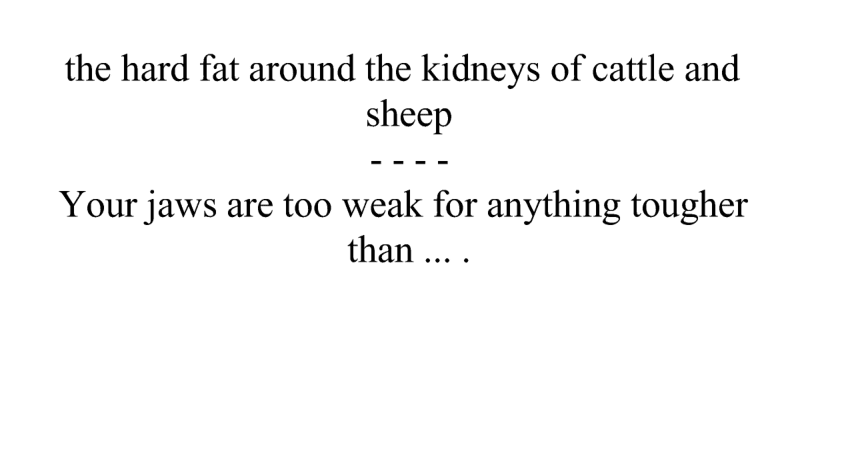 the hard fat around the kidneys of cattle and
sheep
- - - -
Your jaws are too weak for anything tougher
than ... .